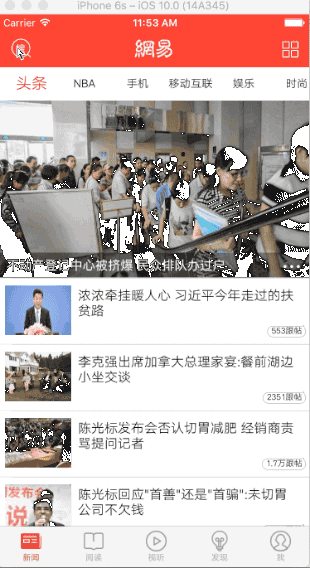 iPhone 6s – iOS 10.0 (14A345)
Carrier 11:53 AM
網易
头条 NBA 手机 移动互联 娱乐 时尚
不动产登记中心被挤爆 民众排队办过户
浓浓牵挂暖人心 习近平今年走过的扶
贫路
553跟帖
李克强出席加拿大总理家宴:餐前湖边
小坐交谈
2351跟帖
陈光标发布会否认切胃减肥 经销商责
骂提问记者
1.7万跟帖
陈光标回应"首善"还是"首骗":未切胃
公司不欠钱
新闻 阅读 视听 发现 我